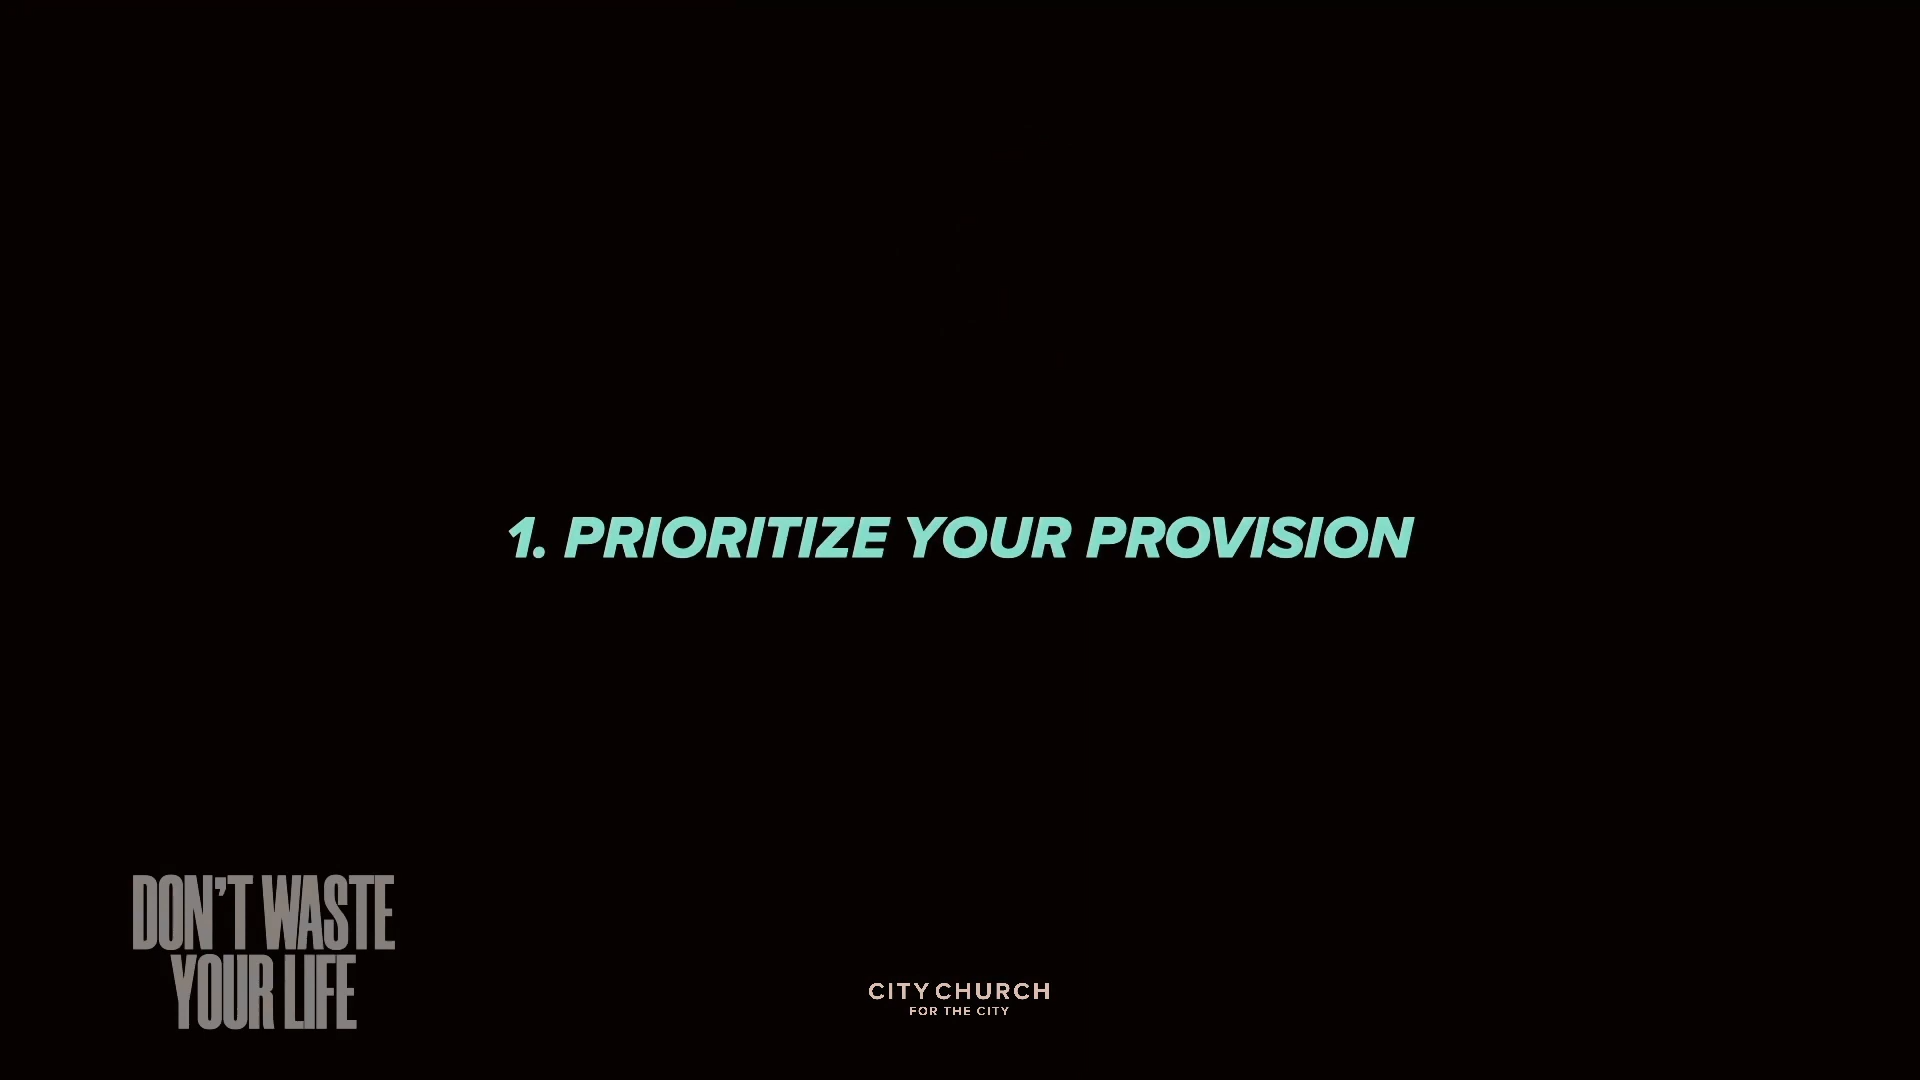 1. PRIORITIZE YOUR PROVISION
DON'T WASTE
YOUR LIFE
CITY CHURCH
FOR THE CITY